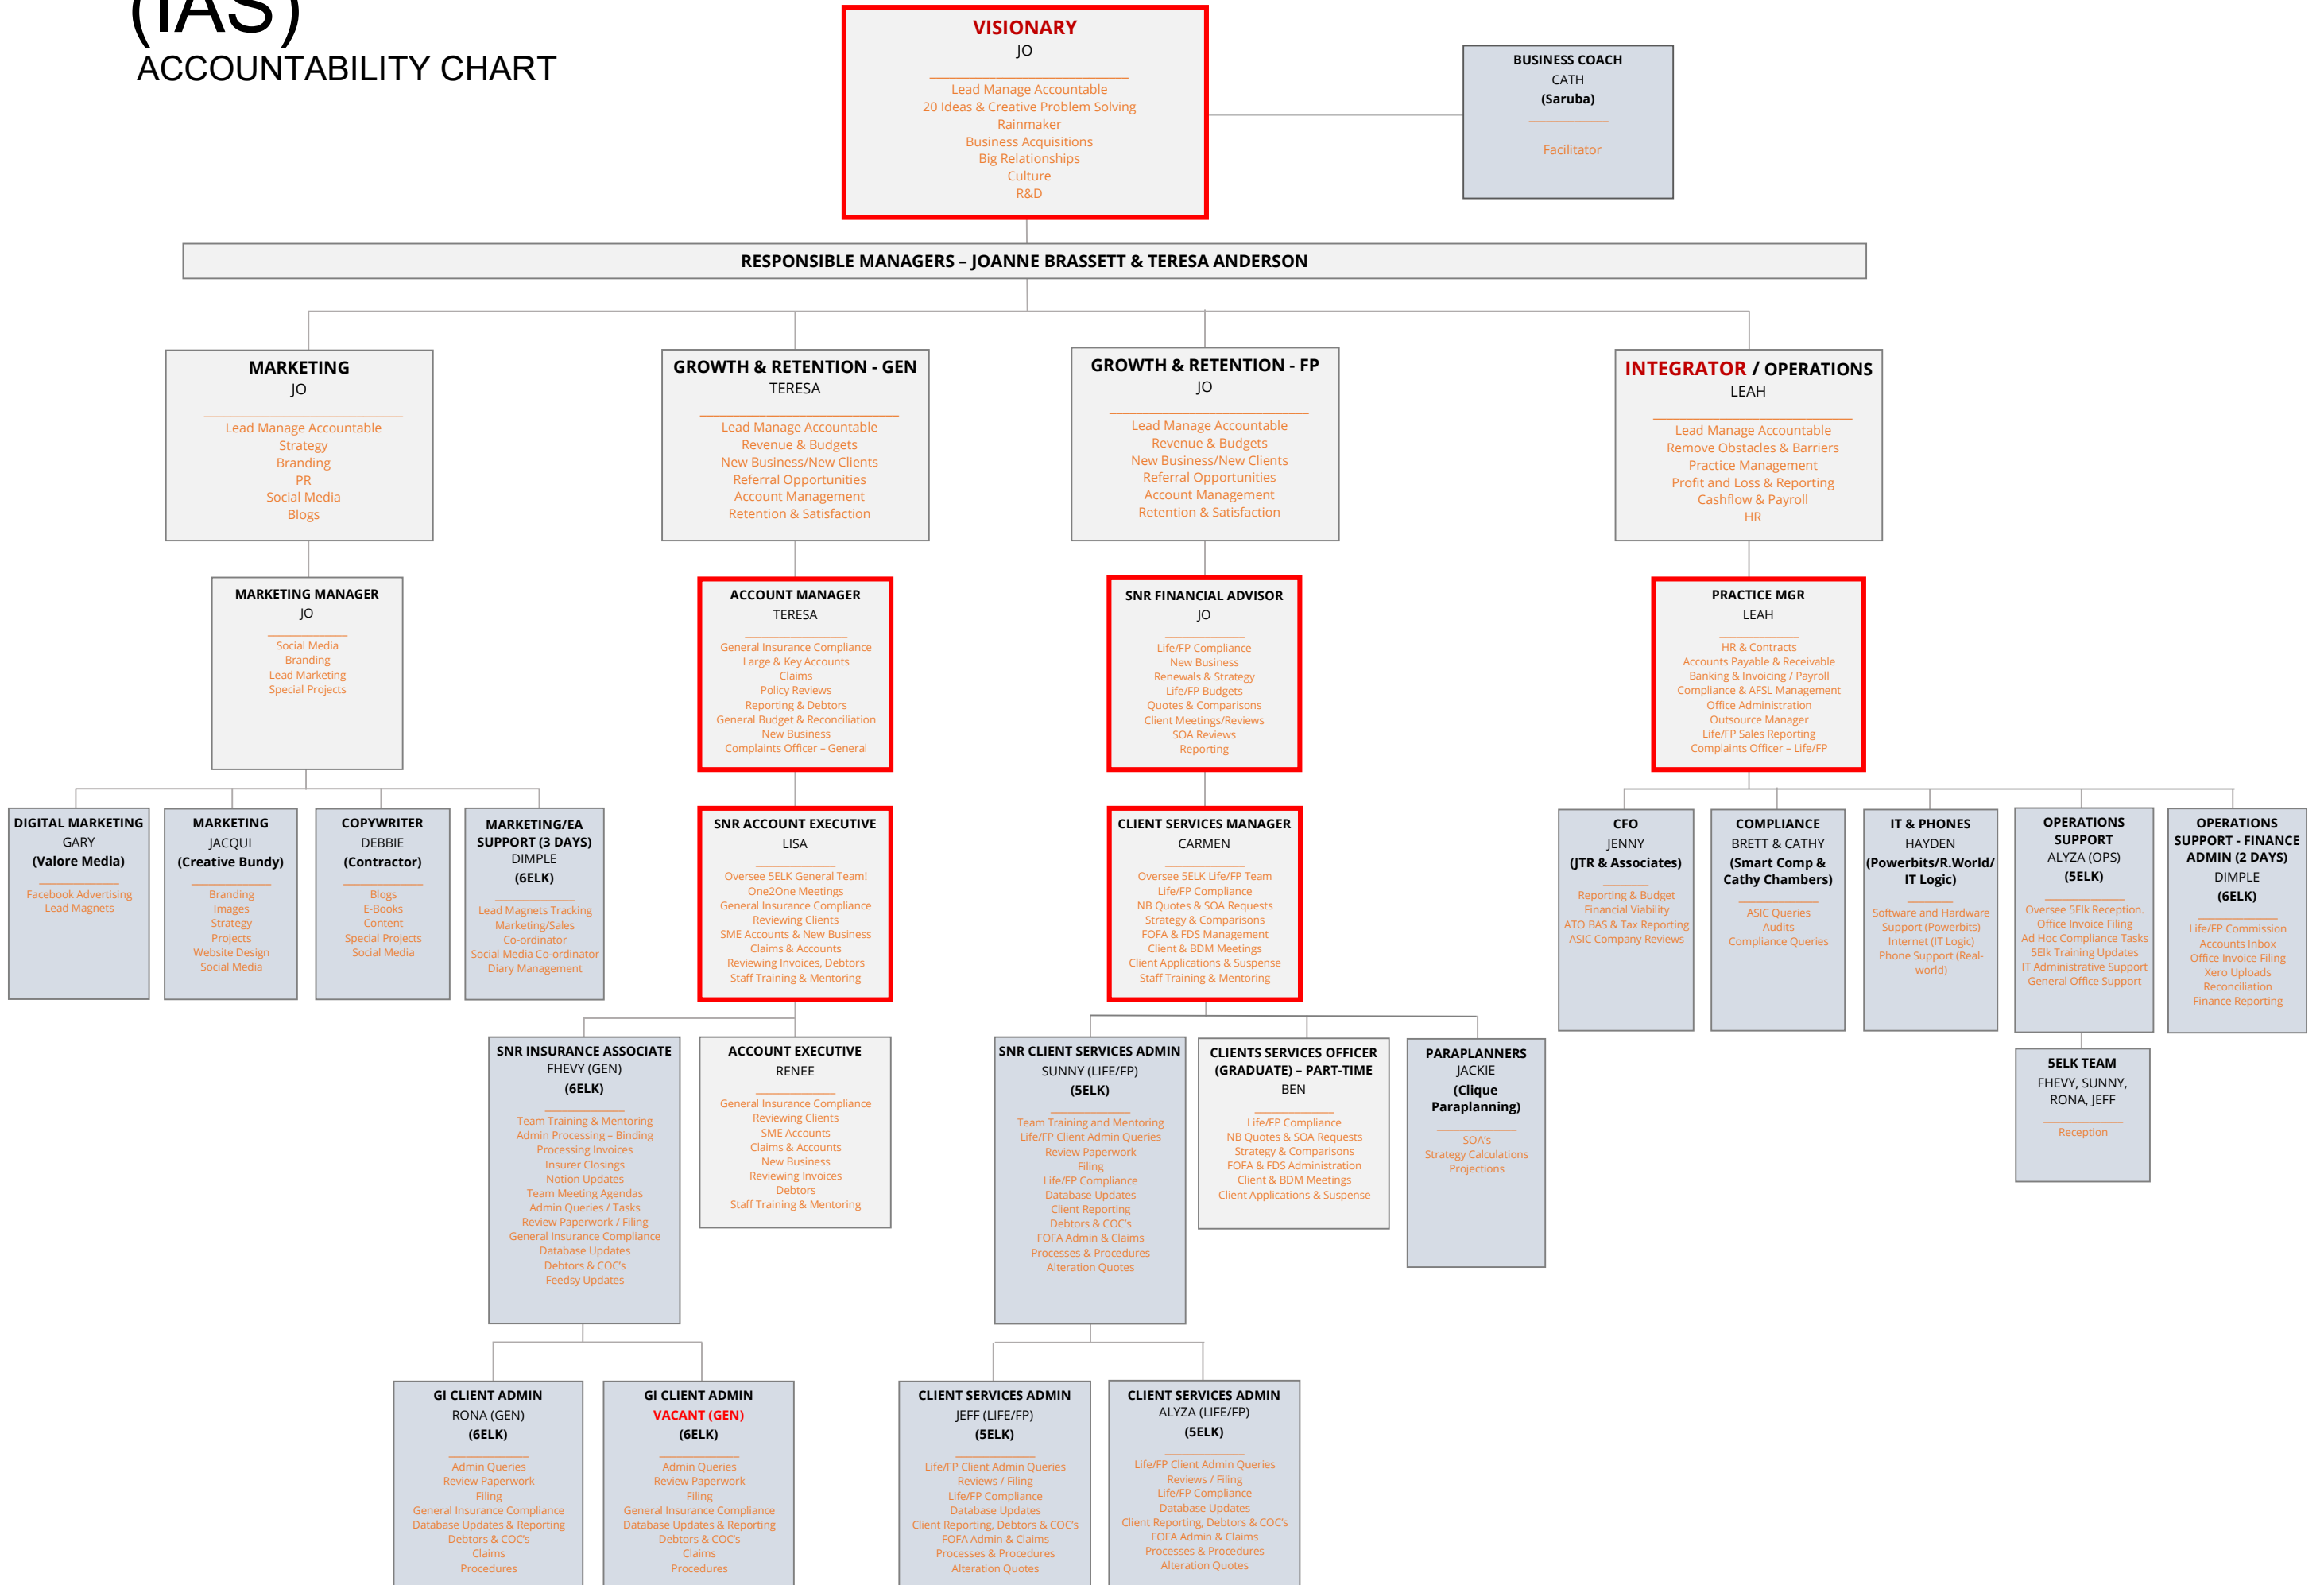 (IAS)
ACCOUNTABILITY CHART
VISIONARY
JO
Lead Manage Accountable
20 Ideas & Creative Problem Solving
Rainmaker
Business Acquisitions
Big Relationships
Culture
R&D
BUSINESS COACH
CATH
(Saruba)
Facilitator
RESPONSIBLE MANAGERS – JOANNE BRASSETT & TERESA ANDERSON
MARKETING
JO
Lead Manage Accountable
Strategy
Branding
PR
Social Media
Blogs
GROWTH & RETENTION - GEN
TERESA
Lead Manage Accountable
Revenue & Budgets
New Business/New Clients
Referral Opportunities
Account Management
Retention & Satisfaction
GROWTH & RETENTION - FP
JO
Lead Manage Accountable
Revenue & Budgets
New Business/New Clients
Referral Opportunities
Account Management
Retention & Satisfaction
INTEGRATOR / OPERATIONS
LEAH
Lead Manage Accountable
Remove Obstacles & Barriers
Practice Management
Profit and Loss & Reporting
Cashflow & Payroll
HR
MARKETING MANAGER
JO
Social Media
Branding
Lead Marketing
Special Projects
ACCOUNT MANAGER
TERESA
General Insurance Compliance
Large & Key Accounts
Claims
Policy Reviews
Reporting & Debtors
General Budget & Reconciliation
New Business
Complaints Officer – General
SNR FINANCIAL ADVISOR
JO
Life/FP Compliance
New Business
Renewals & Strategy
Life/FP Budgets
Quotes & Comparisons
Client Meetings/Reviews
SOA Reviews
Reporting
PRACTICE MGR
LEAH
HR & Contracts
Accounts Payable & Receivable
Banking & Invoicing / Payroll
Compliance & AFSL Management
Office Administration
Outsource Manager
Life/FP Sales Reporting
Complaints Officer – Life/FP
DIGITAL MARKETING
GARY
(Valore Media)
Facebook Advertising
Lead Magnets
MARKETING
JACQUI
(Creative Bundy)
Branding
Images
Strategy
Projects
Website Design
Social Media
COPYWRITER
DEBBIE
(Contractor)
Blogs
E-Books
Content
Special Projects
Social Media
MARKETING/EA
SUPPORT (3 DAYS)
DIMPLE
(6ELK)
Lead Magnets Tracking
Marketing/Sales
Co-ordinator
Social Media Co-ordinator
Diary Management
SNR ACCOUNT EXECUTIVE
LISA
Oversee 5ELK General Team!
One2One Meetings
General Insurance Compliance
Reviewing Clients
SME Accounts & New Business
Claims & Accounts
Reviewing Invoices, Debtors
Staff Training & Mentoring
CLIENT SERVICES MANAGER
CARMEN
Oversee 5ELK Life/FP Team
Life/FP Compliance
NB Quotes & SOA Requests
Strategy & Comparisons
FOFA & FDS Management
Client & BDM Meetings
Client Applications & Suspense
Staff Training & Mentoring
CFO
JENNY
(JTR & Associates)
Reporting & Budget
Financial Viability
ATO BAS & Tax Reporting
ASIC Company Reviews
COMPLIANCE
BRETT & CATHY
(Smart Comp &
Cathy Chambers)
ASIC Queries
Audits
Compliance Queries
IT & PHONES
HAYDEN
(Powerbits/R.World/
IT Logic)
Software and Hardware
Support (Powerbits)
Internet (IT Logic)
Phone Support (Real-
world)
OPERATIONS
SUPPORT
ALYZA (OPS)
(5ELK)
Oversee 5Elk Reception.
Office Invoice Filing
Ad Hoc Compliance Tasks
5Elk Training Updates
IT Administrative Support
General Office Support
OPERATIONS
SUPPORT - FINANCE
ADMIN (2 DAYS)
DIMPLE
(6ELK)
Life/FP Commission
Accounts Inbox
Office Invoice Filing
Xero Uploads
Reconciliation
Finance Reporting
SNR INSURANCE ASSOCIATE
FHEVY (GEN)
(6ELK)
Team Training & Mentoring
Admin Processing – Binding
Processing Invoices
Insurer Closings
Notion Updates
Team Meeting Agendas
Admin Queries / Tasks
Review Paperwork / Filing
General Insurance Compliance
Database Updates
Debtors & COC's
Feedsy Updates
ACCOUNT EXECUTIVE
RENEE
General Insurance Compliance
Reviewing Clients
SME Accounts
Claims & Accounts
New Business
Reviewing Invoices
Debtors
Staff Training & Mentoring
SNR CLIENT SERVICES ADMIN
SUNNY (LIFE/FP)
(5ELK)
Team Training and Mentoring
Life/FP Client Admin Queries
Review Paperwork
Filing
Life/FP Compliance
Database Updates
Client Reporting
Debtors & COC's
FOFA Admin & Claims
Processes & Procedures
Alteration Quotes
CLIENTS SERVICES OFFICER
(GRADUATE) – PART-TIME
BEN
Life/FP Compliance
NB Quotes & SOA Requests
Strategy & Comparisons
FOFA & FDS Administration
Client & BDM Meetings
Client Applications & Suspense
PARAPLANNERS
JACKIE
(Clique
Paraplanning)
SOA's
Strategy Calculations
Projections
5ELK TEAM
FHEVY, SUNNY,
RONA, JEFF
Reception
GI CLIENT ADMIN
RONA (GEN)
(6ELK)
Admin Queries
Review Paperwork
Filing
General Insurance Compliance
Database Updates & Reporting
Debtors & COC's
Claims
Procedures
GI CLIENT ADMIN
VACANT (GEN)
(6ELK)
Admin Queries
Review Paperwork
Filing
General Insurance Compliance
Database Updates & Reporting
Debtors & COC's
Claims
Procedures
CLIENT SERVICES ADMIN
JEFF (LIFE/FP)
(5ELK)
Life/FP Client Admin Queries
Reviews / Filing
Life/FP Compliance
Database Updates
Client Reporting, Debtors & COC's
FOFA Admin & Claims
Processes & Procedures
Alteration Quotes
CLIENT SERVICES ADMIN
ALYZA (LIFE/FP)
(5ELK)
Life/FP Client Admin Queries
Reviews / Filing
Life/FP Compliance
Database Updates
Client Reporting, Debtors & COC's
FOFA Admin & Claims
Processes & Procedures
Alteration Quotes